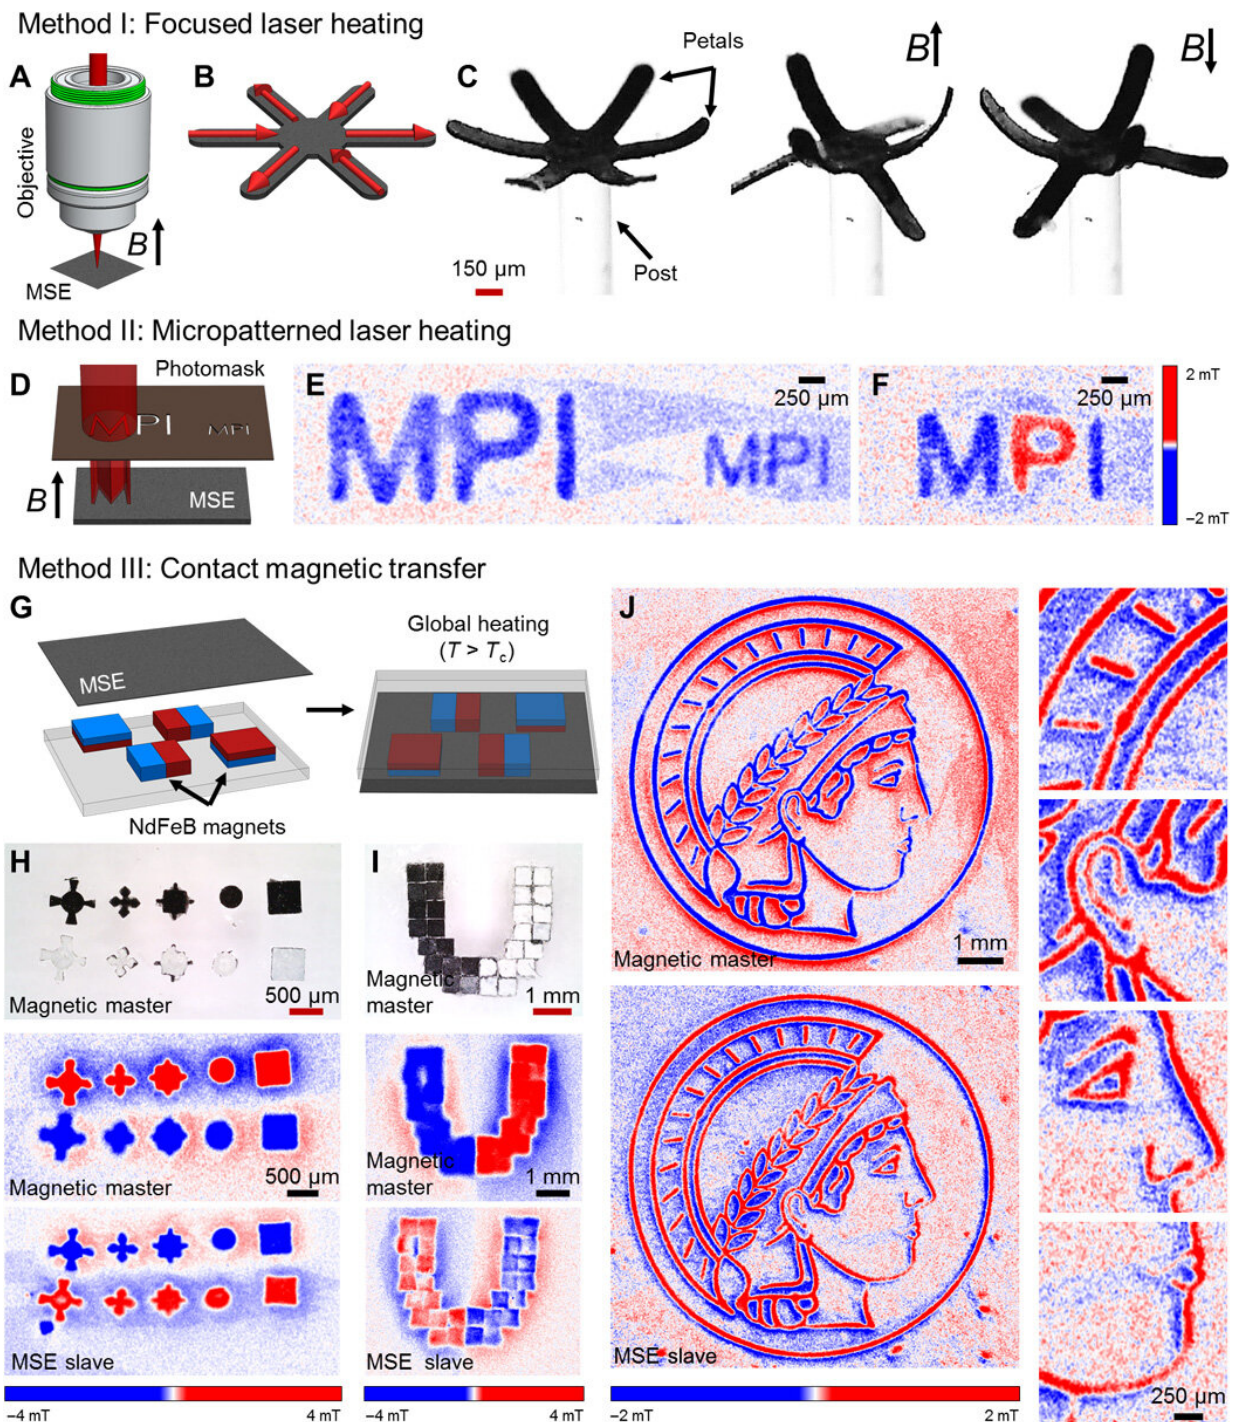 Method I: Focused laser heating
A
Objective
B
MSE
B
C
Petals
Post
150 µm
B
B
Method II: Micropatterned laser heating
D
Photomask
MPI
MPI
B
MSE
E
MPI
MPI
250 µm
F
MPI
250 µm
2 mT
−2 mT
Method III: Contact magnetic transfer
G
MSE
NdFeB magnets
Global heating
(T > Tc)
H
Magnetic master
500 µm
Magnetic master
500 µm
MSE slave
−4 mT
4 mT
I
Magnetic
master
1 mm
Magnetic
master
1 mm
MSE slave
−4 mT
4 mT
J
Magnetic master
1 mm
MSE slave
−2 mT
2 mT
250 µm